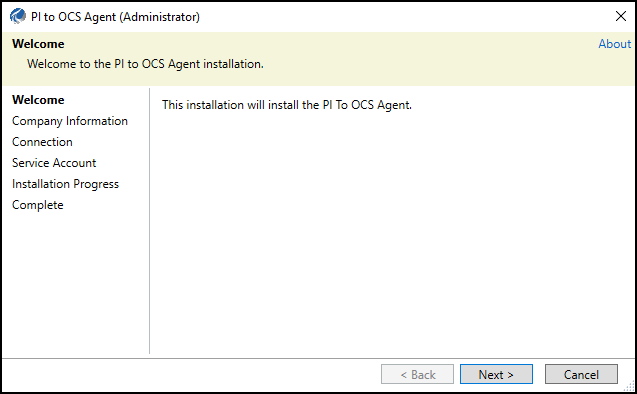 PI to OCS Agent (Administrator)
Welcome
About
Welcome to the PI to OCS Agent installation.
Welcome
Company Information
Connection
Service Account
Installation Progress
Complete
This installation will install the PI To OCS Agent.
< Back
Next >
Cancel